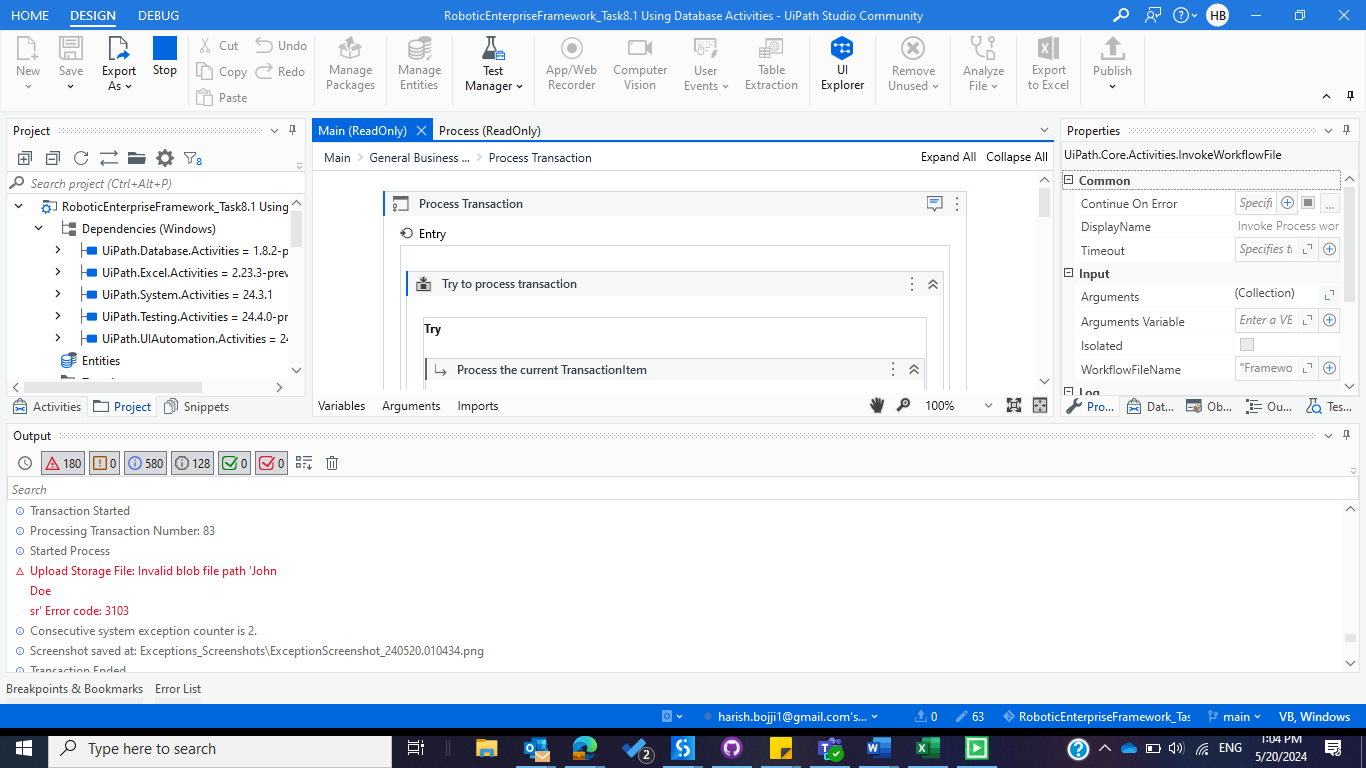 HOME DESIGN DEBUG
RoboticEnterpriseFramework_Task8.1 Using Database Activities - UiPath Studio Community
HB
New
Save
Export As
Stop
Cut
Copy
Paste
Undo
Redo
Manage Packages
Manage Entities
Test Manager
App/Web Recorder
Computer Vision
User Events
Table Extraction
UI Explorer
Remove Unused
Analyze File
Export to Excel
Publish
Project
8
Search project (Ctrl+Alt+P)
RoboticEnterpriseFramework_Task8.1 Using
Dependencies (Windows)
UiPath.Database.Activities = 1.8.2-p
UiPath.Excel.Activities = 2.23.3-prev
UiPath.System.Activities = 24.3.1
UiPath.Testing.Activities = 24.4.0-pr
UiPath.UIAutomation.Activities = 24
Entities
Activities Project Snippets
Main (ReadOnly) Process (ReadOnly)
Main General Business ... Process Transaction
Expand All Collapse All
Process Transaction
Entry
Try to process transaction
Try
Process the current TransactionItem
Variables Arguments Imports
100%
Properties
UiPath.Core.Activities.InvokeWorkflowFile
Common
Continue On Error Specifi ...
DisplayName Invoke Process wor
Timeout Specifies t
Input
Arguments (Collection)
Arguments Variable Enter a VB
Isolated
WorkflowFileName "Framewo
Log
Pro... Dat... Ob... Ou... Tes...
Output
180 0 580 128 0 0
Search
Transaction Started
Processing Transaction Number: 83
Started Process
Upload Storage File: Invalid blob file path 'John
Doe
sr' Error code: 3103
Consecutive system exception counter is 2.
Screenshot saved at: Exceptions_Screenshots\ExceptionScreenshot_240520.010434.png
Transaction Ended
Breakpoints & Bookmarks Error List
harish.bojji1@gmail.com's... 0 63 RoboticEnterpriseFramework_Tas main VB, Windows
Type here to search
2
ENG
1:04 PM
5/20/2024